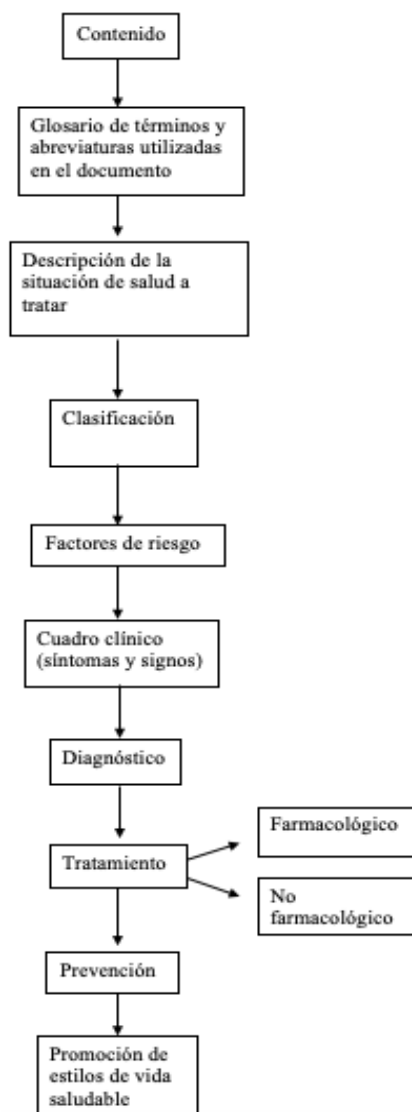 Contenido
Glosario de términos y
abreviaturas utilizadas
en el documento
Descripción de la
situación de salud a
tratar
Clasificación
Factores de riesgo
Cuadro clínico
(síntomas y signos)
Diagnóstico
Tratamiento
Farmacológico
No
farmacológico
Prevención
Promoción de
estilos de vida
saludable